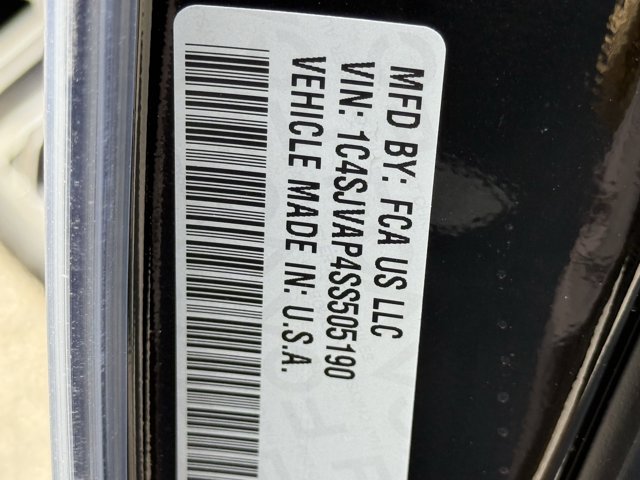 MFD BY: FCA US LLC
VIN: 1C4SJVAP4SS505190
VEHICLE MADE IN: U.S.A.